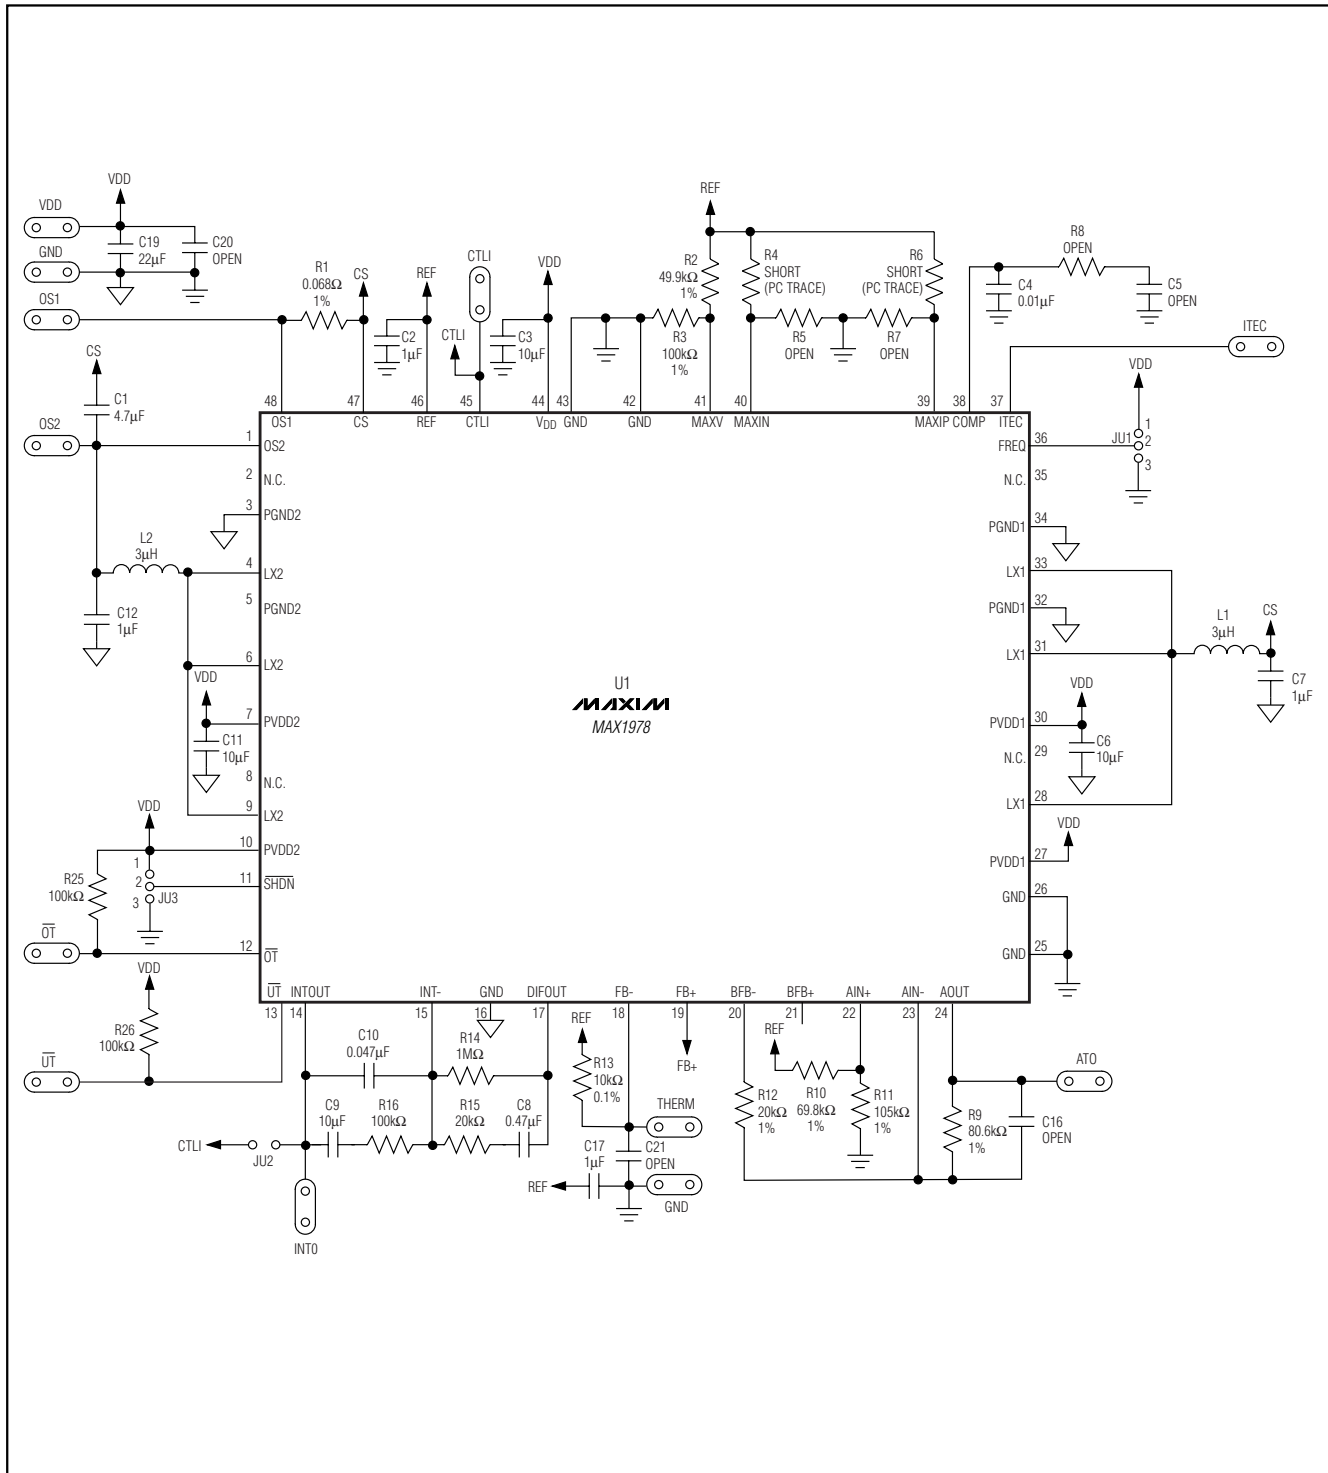 VDD
VDD
C19
22µF
C20
OPEN
GND
OS1
R1
0.068Ω
1%
CS
REF
C2
1µF
CTLI
CTLI
VDD
C3
10µF
REF
R2
49.9kΩ
1%
R3
100kΩ
1%
R4
SHORT
(PC TRACE)
R5
OPEN
R6
SHORT
(PC TRACE)
R7
OPEN
C4
0.01µF
R8
OPEN
C5
OPEN
ITEC
CS
C1
4.7µF
OS2
48 47 46 45 44 43 42 41 40 39 38 37
OS1 CS REF CTLI VDD GND GND MAXV MAXIN MAXIP COMP ITEC
1 OS2
2 N.C.
3 PGND2
4 LX2
5 PGND2
6 LX2
7 PVDD2
8 N.C.
9 LX2
10 PVDD2
11 S̅H̅D̅N̅
12 O̅T̅
L2
3µH
C12
1µF
VDD
C11
10µF
VDD
1
2
3 JU3
R25
100kΩ
O̅T̅
VDD
R26
100kΩ
U̅T̅
U1
MAXIM
MAX1978
FREQ 36
N.C. 35
PGND1 34
LX1 33
PGND1 32
LX1 31
PVDD1 30
N.C. 29
LX1 28
PVDD1 27
GND 26
GND 25
VDD
JU1
1
2
3
L1
3µH
CS
C7
1µF
VDD
C6
10µF
VDD
U̅T̅ INTOUT INT- GND DIFOUT FB- FB+ BFB- BFB+ AIN+ AIN- AOUT
13 14 15 16 17 18 19 20 21 22 23 24
C10
0.047µF
R14
1MΩ
C9
10µF
R16
100kΩ
R15
20kΩ
C8
0.47µF
CTLI
JU2
INT0
REF
R13
10kΩ
0.1%
FB+
THERM
C17
1µF
C21
OPEN
REF
GND
R12
20kΩ
1%
REF
R10
69.8kΩ
1%
R11
105kΩ
1%
R9
80.6kΩ
1%
C16
OPEN
ATO